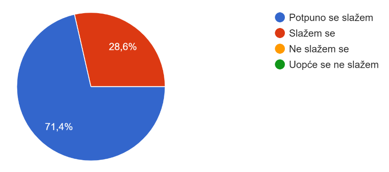 Potpuno se slažem
28,6%
Slažem se
Ne slažem se
Uopće se ne slažem
71,4%